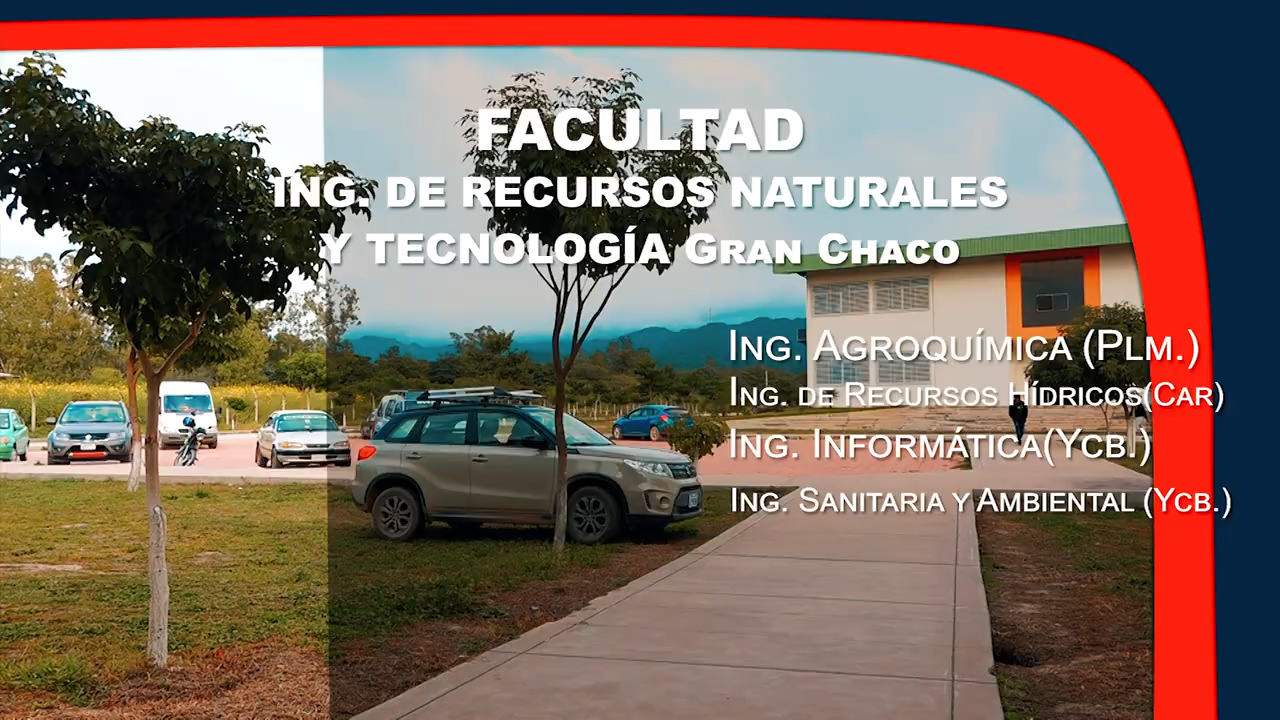 FACULTAD
ING. DE RECURSOS NATURALES
Y TECNOLOGÍA GRAN CHACO
ING. AGROQUÍMICA (PLM.)
ING. DE RECURSOS HÍDRICOS(CAR)
ING. INFORMÁTICA(YCB.)
ING. SANITARIA Y AMBIENTAL (YCB.)